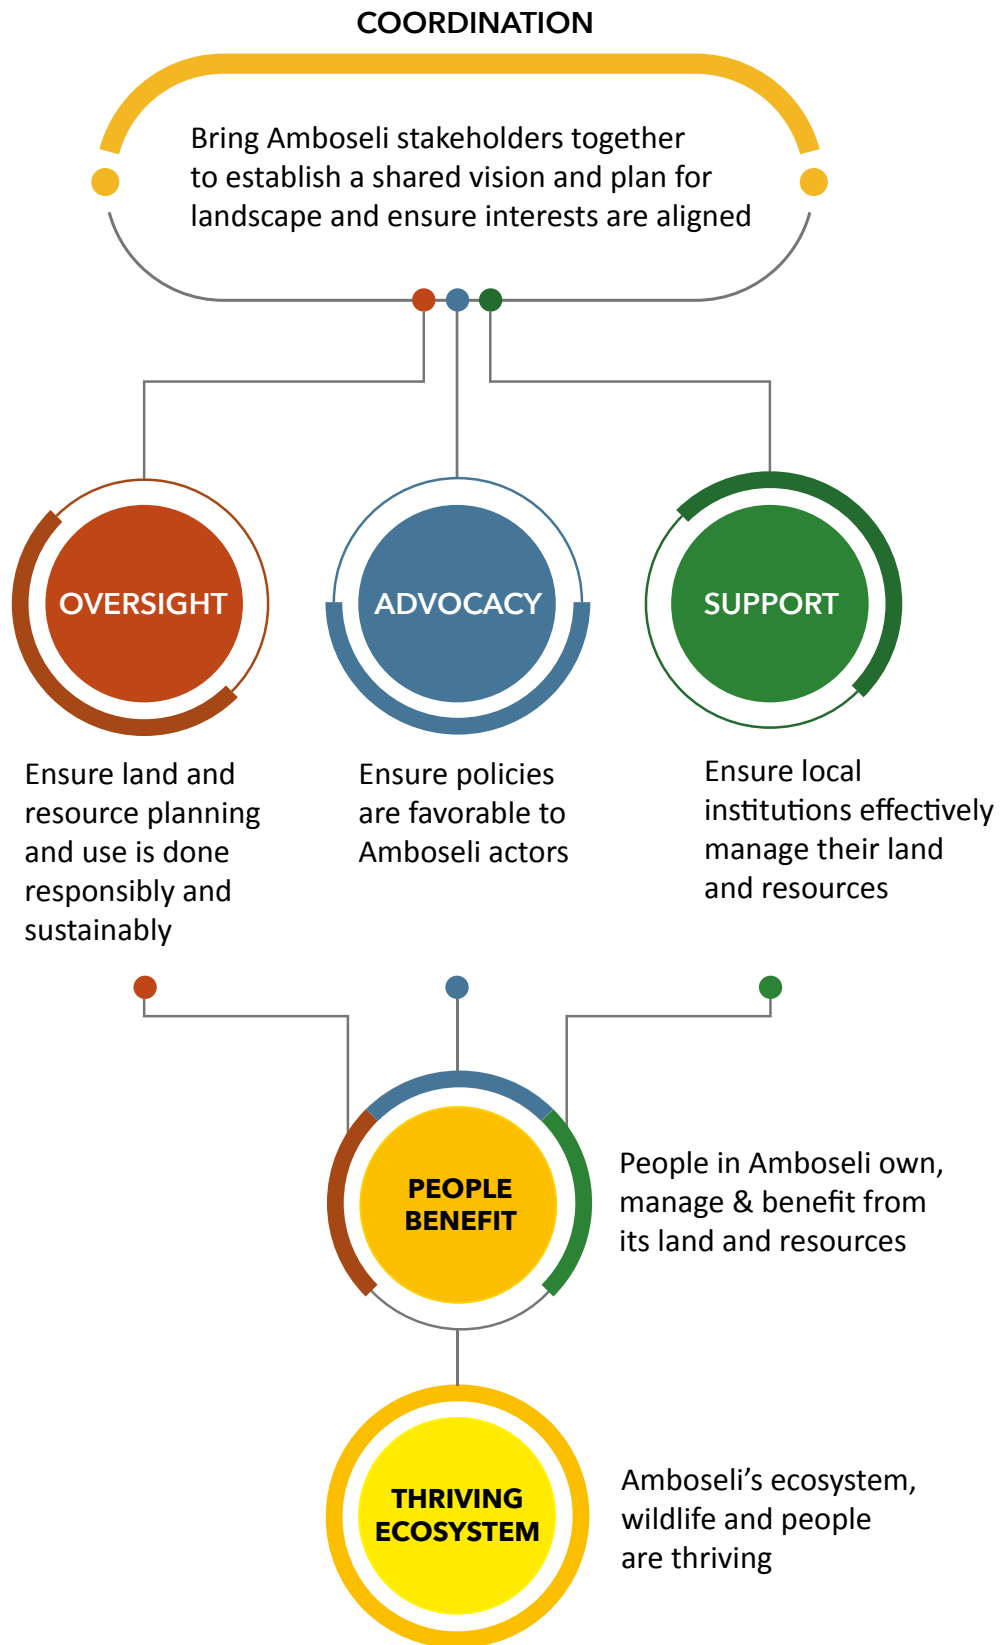 COORDINATION
Bring Amboseli stakeholders together
to establish a shared vision and plan for
landscape and ensure interests are aligned
OVERSIGHT
Ensure land and
resource planning
and use is done
responsibly and
sustainably
ADVOCACY
Ensure policies
are favorable to
Amboseli actors
SUPPORT
Ensure local
institutions effectively
manage their land
and resources
PEOPLE
BENEFIT
People in Amboseli own,
manage & benefit from
its land and resources
THRIVING
ECOSYSTEM
Amboseli’s ecosystem,
wildlife and people
are thriving